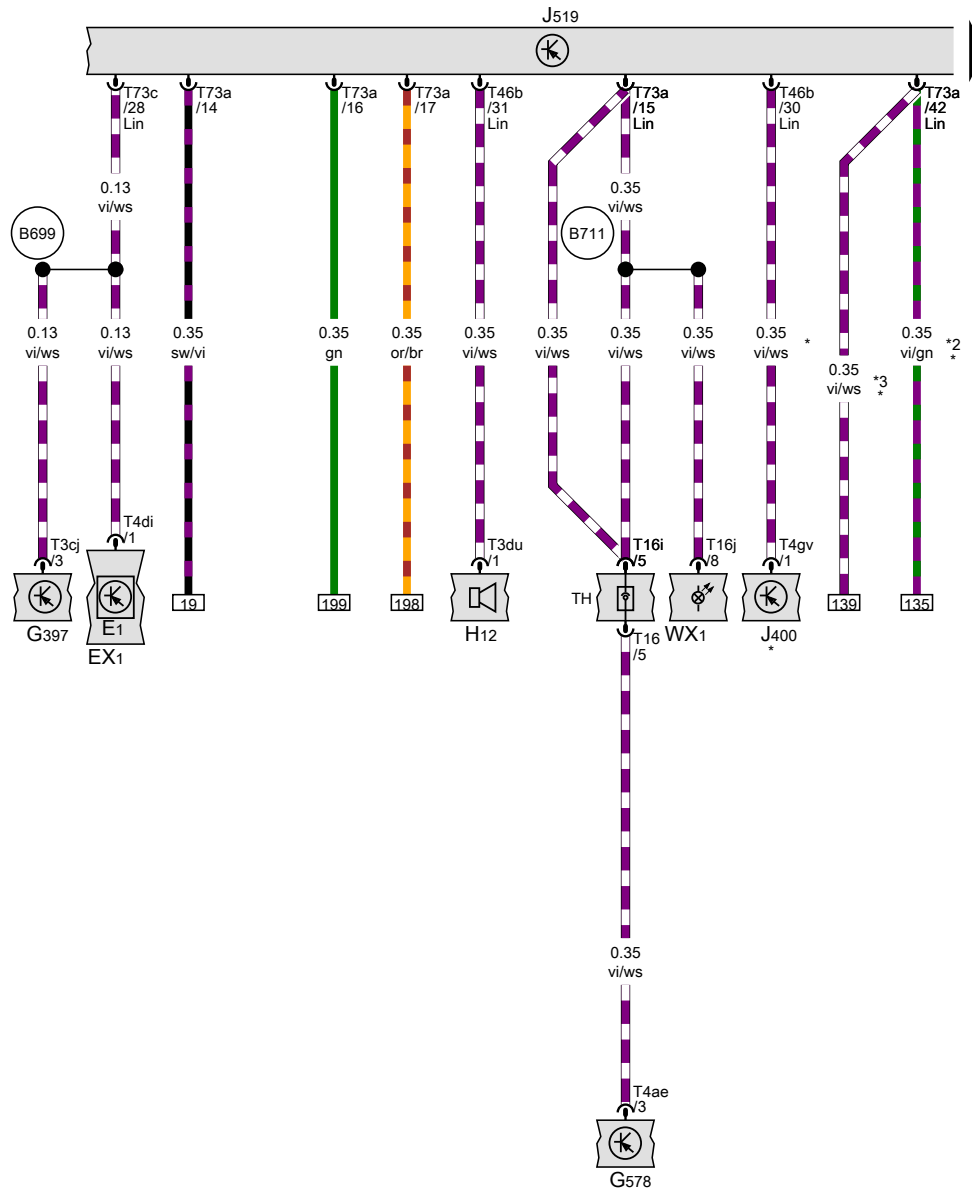 J519
T73c
/28
Lin
T73a
/14
T73a
/16
T73a
/17
T46b
/31
Lin
T73a
/15
Lin
T46b
/30
Lin
T73a
/42
Lin
0.13
vi/ws
0.35
vi/ws
B699
B711
0.13
vi/ws
0.13
vi/ws
0.35
sw/vi
0.35
gn
0.35
or/br
0.35
vi/ws
0.35
vi/ws
0.35
vi/ws
0.35
vi/ws
0.35
vi/ws
*
0.35
vi/gn
*2
*
0.35
vi/ws
*3
*
T3cj
/3
T4di
/1
T3du
/1
T16i
/5
T16j
/8
T4gv
/1
G397
E1
EX1
19
199
198
H12
TH
WX1
J400
*
139
135
T16
/5
0.35
vi/ws
T4ae
/3
G578